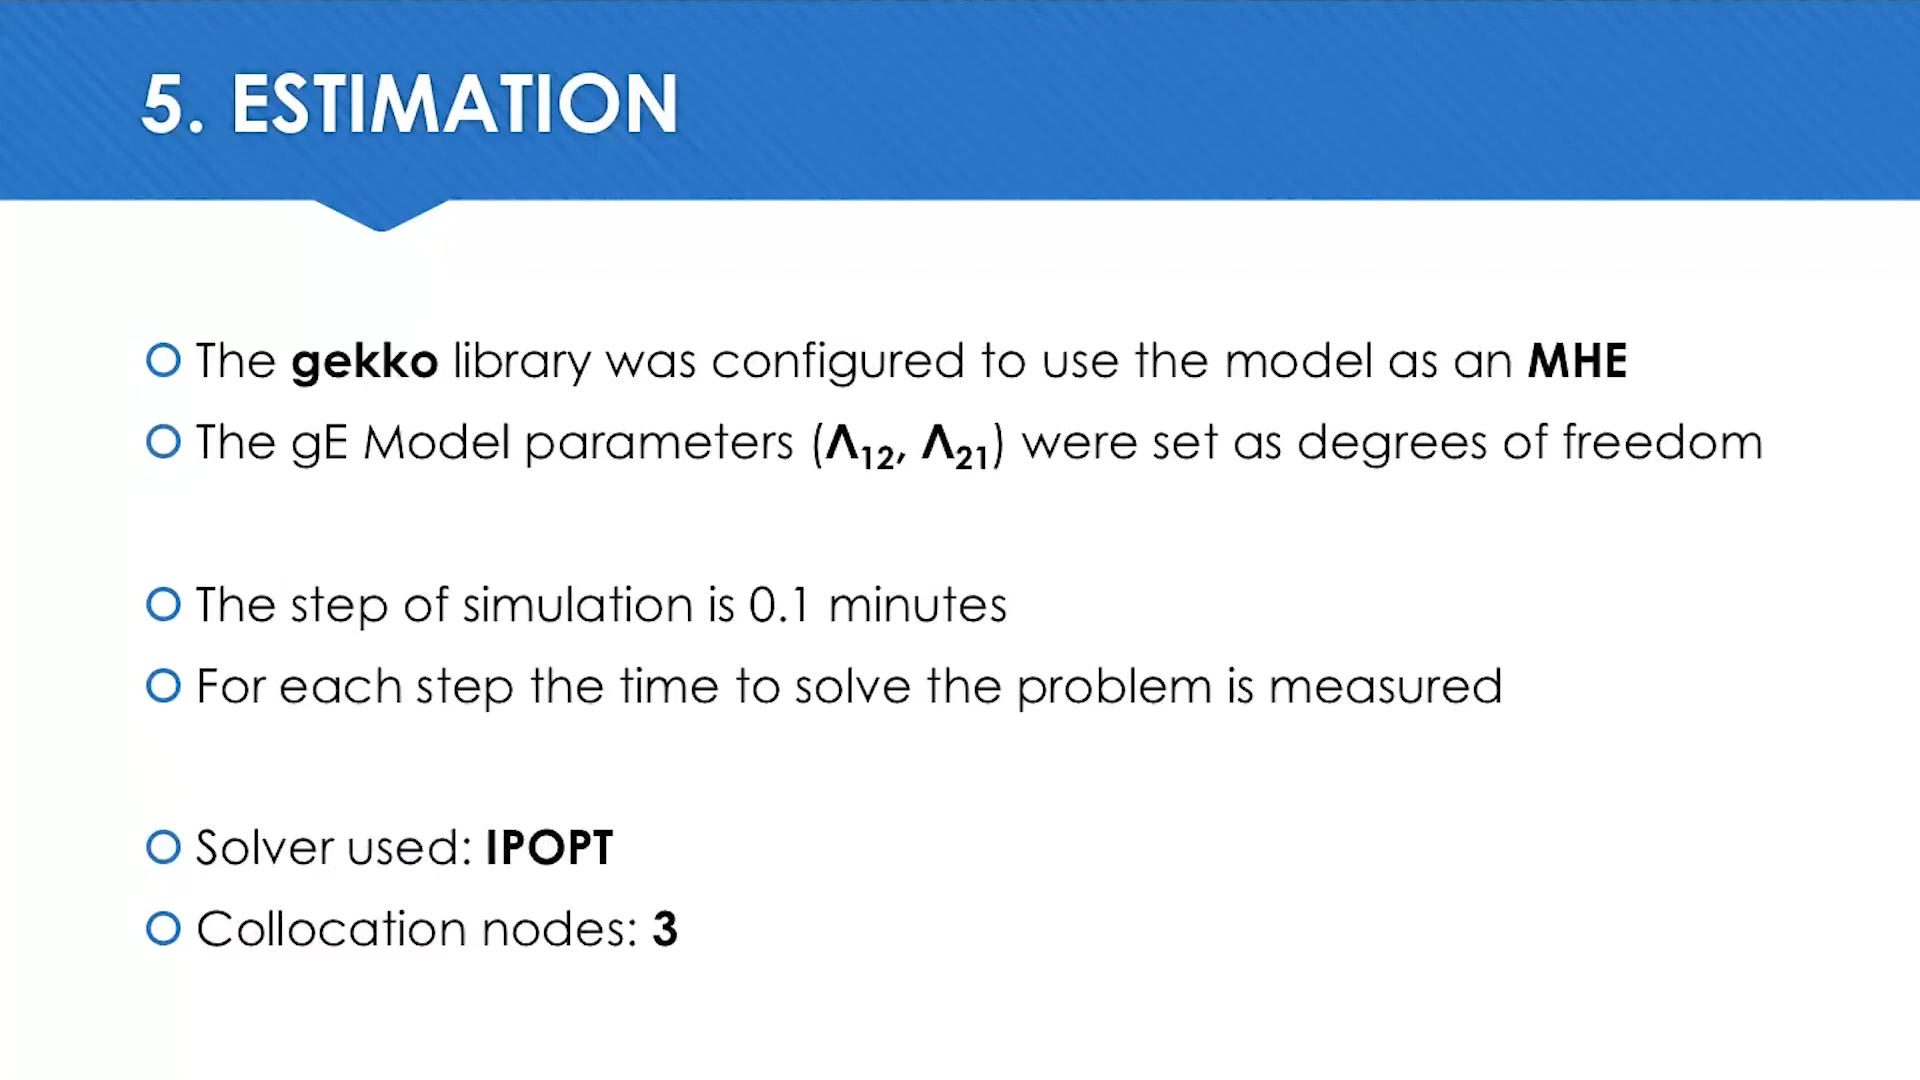 5. ESTIMATION
The gekko library was configured to use the model as an MHE
The gE Model parameters (Λ₁₂, Λ₂₁) were set as degrees of freedom
The step of simulation is 0.1 minutes
For each step the time to solve the problem is measured
Solver used: IPOPT
Collocation nodes: 3